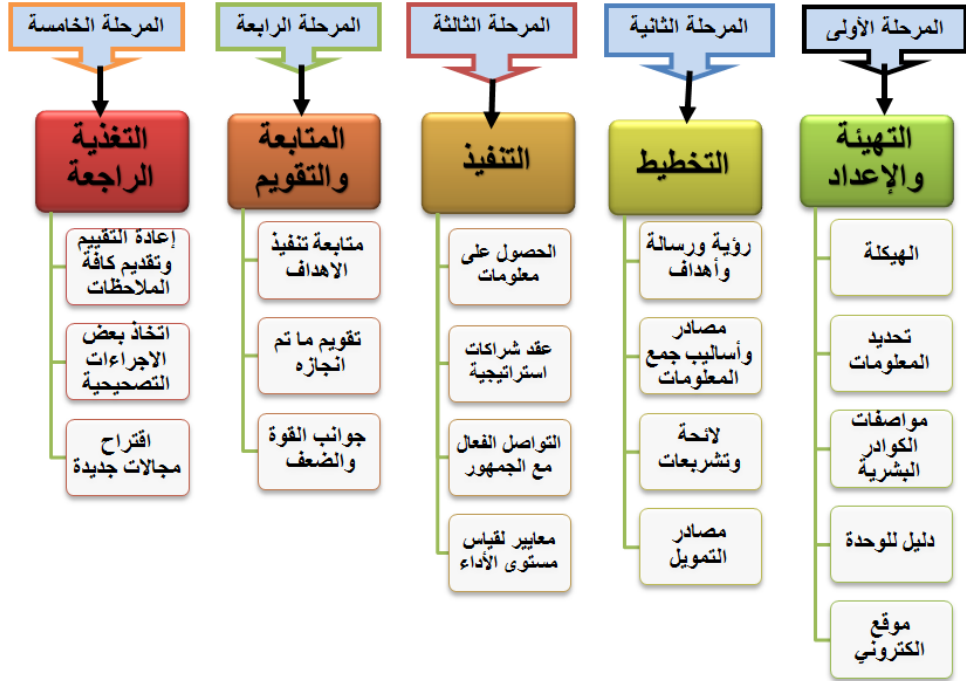 المرحلة الأولى
التهيئة
والإعداد
الهيكلة
تحديد
المعلومات
مواصفات
الكوادر
البشرية
دليل للوحدة
موقع
الكتروني
المرحلة الثانية
التخطيط
رؤية ورسالة
وأهداف
مصادر
وأساليب جمع
المعلومات
لائحة
وتشريعات
مصادر
التمويل
المرحلة الثالثة
التنفيذ
الحصول على
معلومات
عقد شراكات
استراتيجية
التواصل الفعال
مع الجمهور
معايير لقياس
مستوى الأداء
المرحلة الرابعة
المتابعة
والتقويم
متابعة تنفيذ
الاهداف
تقويم ما تم
انجازه
جوانب القوة
والضعف
المرحلة الخامسة
التغذية
الراجعة
إعادة التقييم
وتقديم كافة
الملاحظات
اتخاذ بعض
الاجراءات
التصحيحية
اقتراح
مجالات جديدة